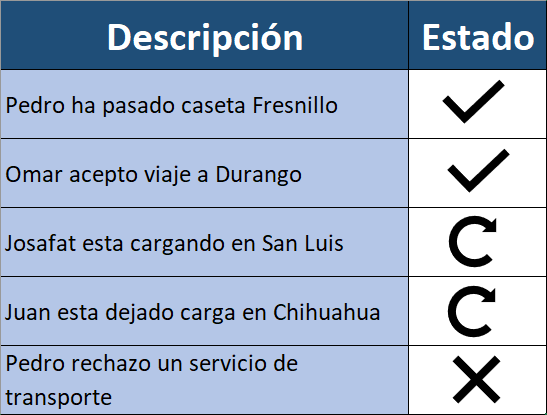 Descripción Estado
Pedro ha pasado caseta Fresnillo
Omar acepto viaje a Durango
Josafat esta cargando en San Luis
Juan esta dejado carga en Chihuahua
Pedro rechazo un servicio de
transporte